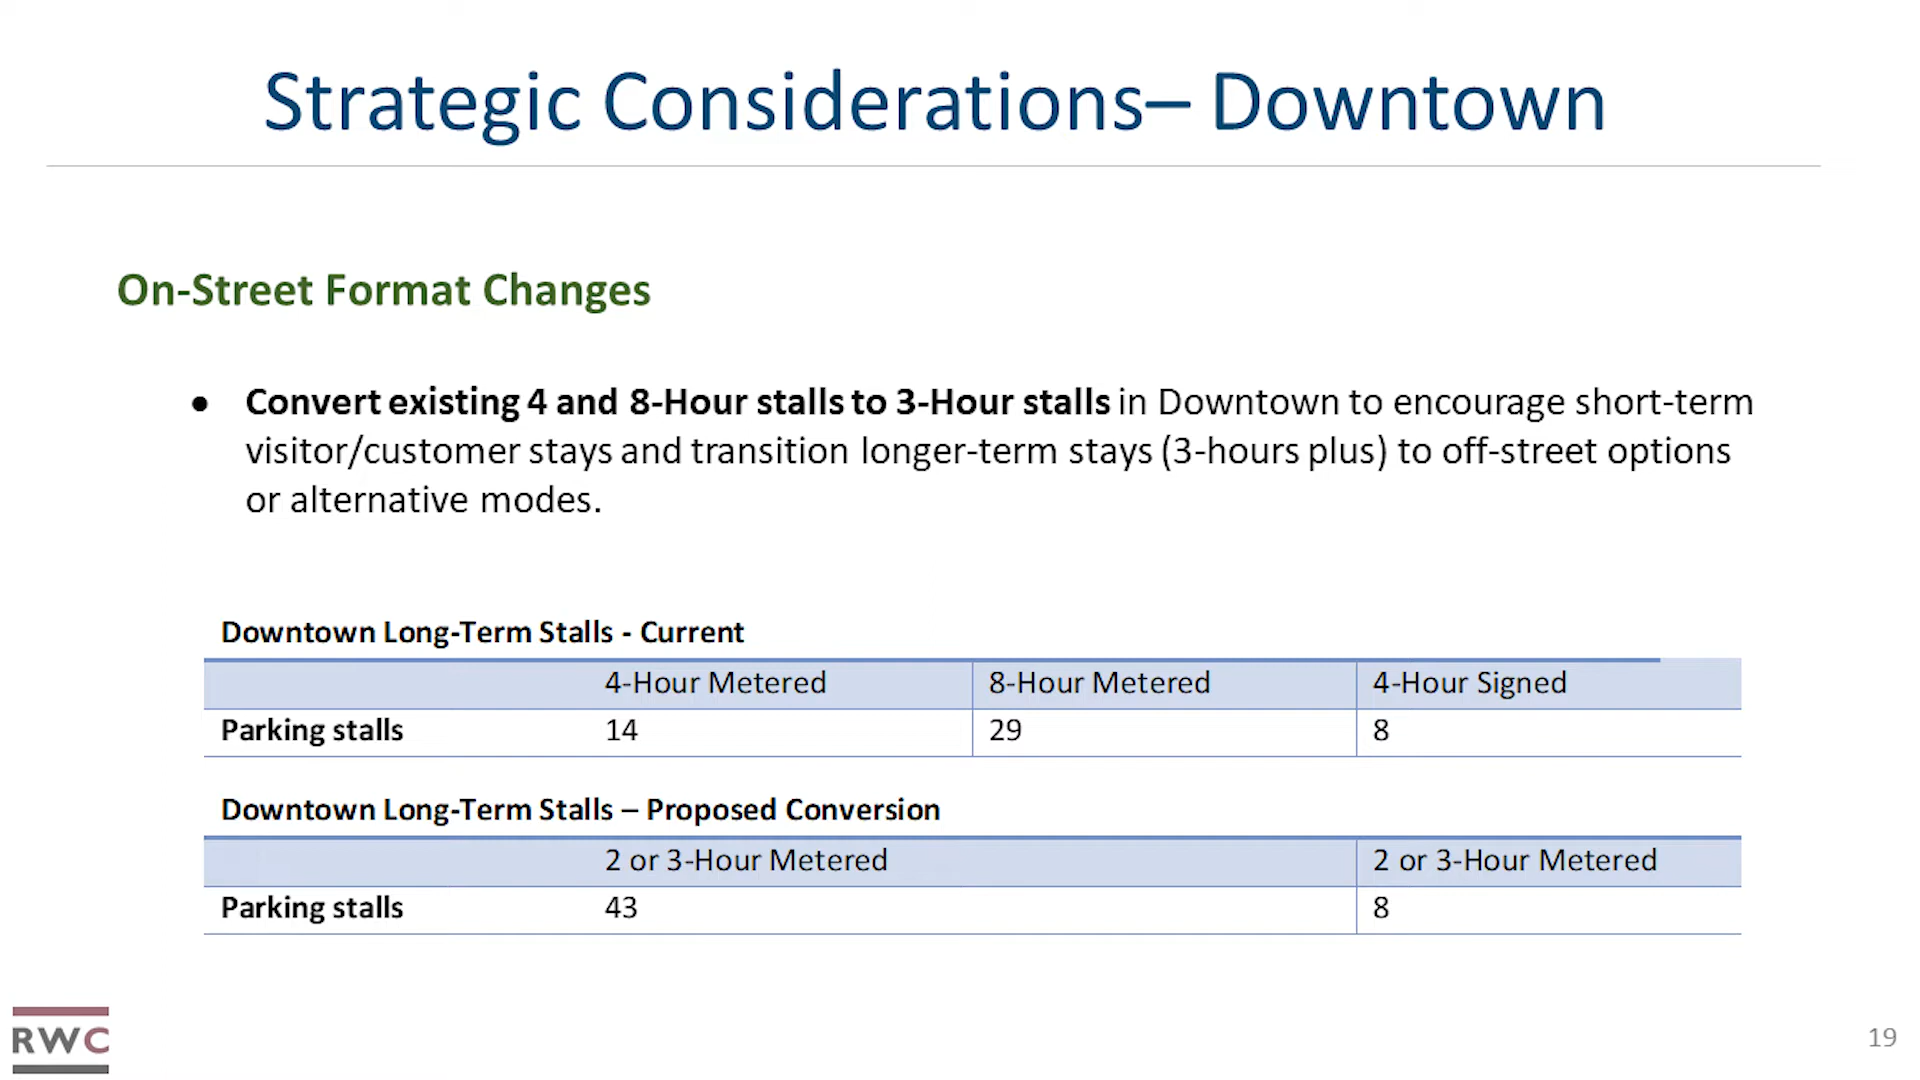 Strategic Considerations– Downtown
On-Street Format Changes
● Convert existing 4 and 8-Hour stalls to 3-Hour stalls in Downtown to encourage short-term
visitor/customer stays and transition longer-term stays (3-hours plus) to off-street options
or alternative modes.
Downtown Long-Term Stalls - Current
4-Hour Metered 8-Hour Metered 4-Hour Signed
Parking stalls 14 29 8
Downtown Long-Term Stalls – Proposed Conversion
2 or 3-Hour Metered 2 or 3-Hour Metered
Parking stalls 43 8
RWC
19